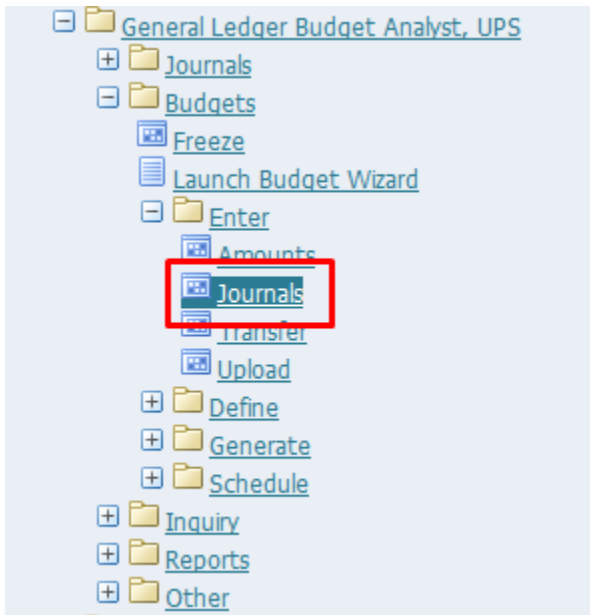 General Ledger Budget Analyst, UPS
Journals
Budgets
Freeze
Launch Budget Wizard
Enter
Amounts
Journals
Transfer
Upload
Define
Generate
Schedule
Inquiry
Reports
Other